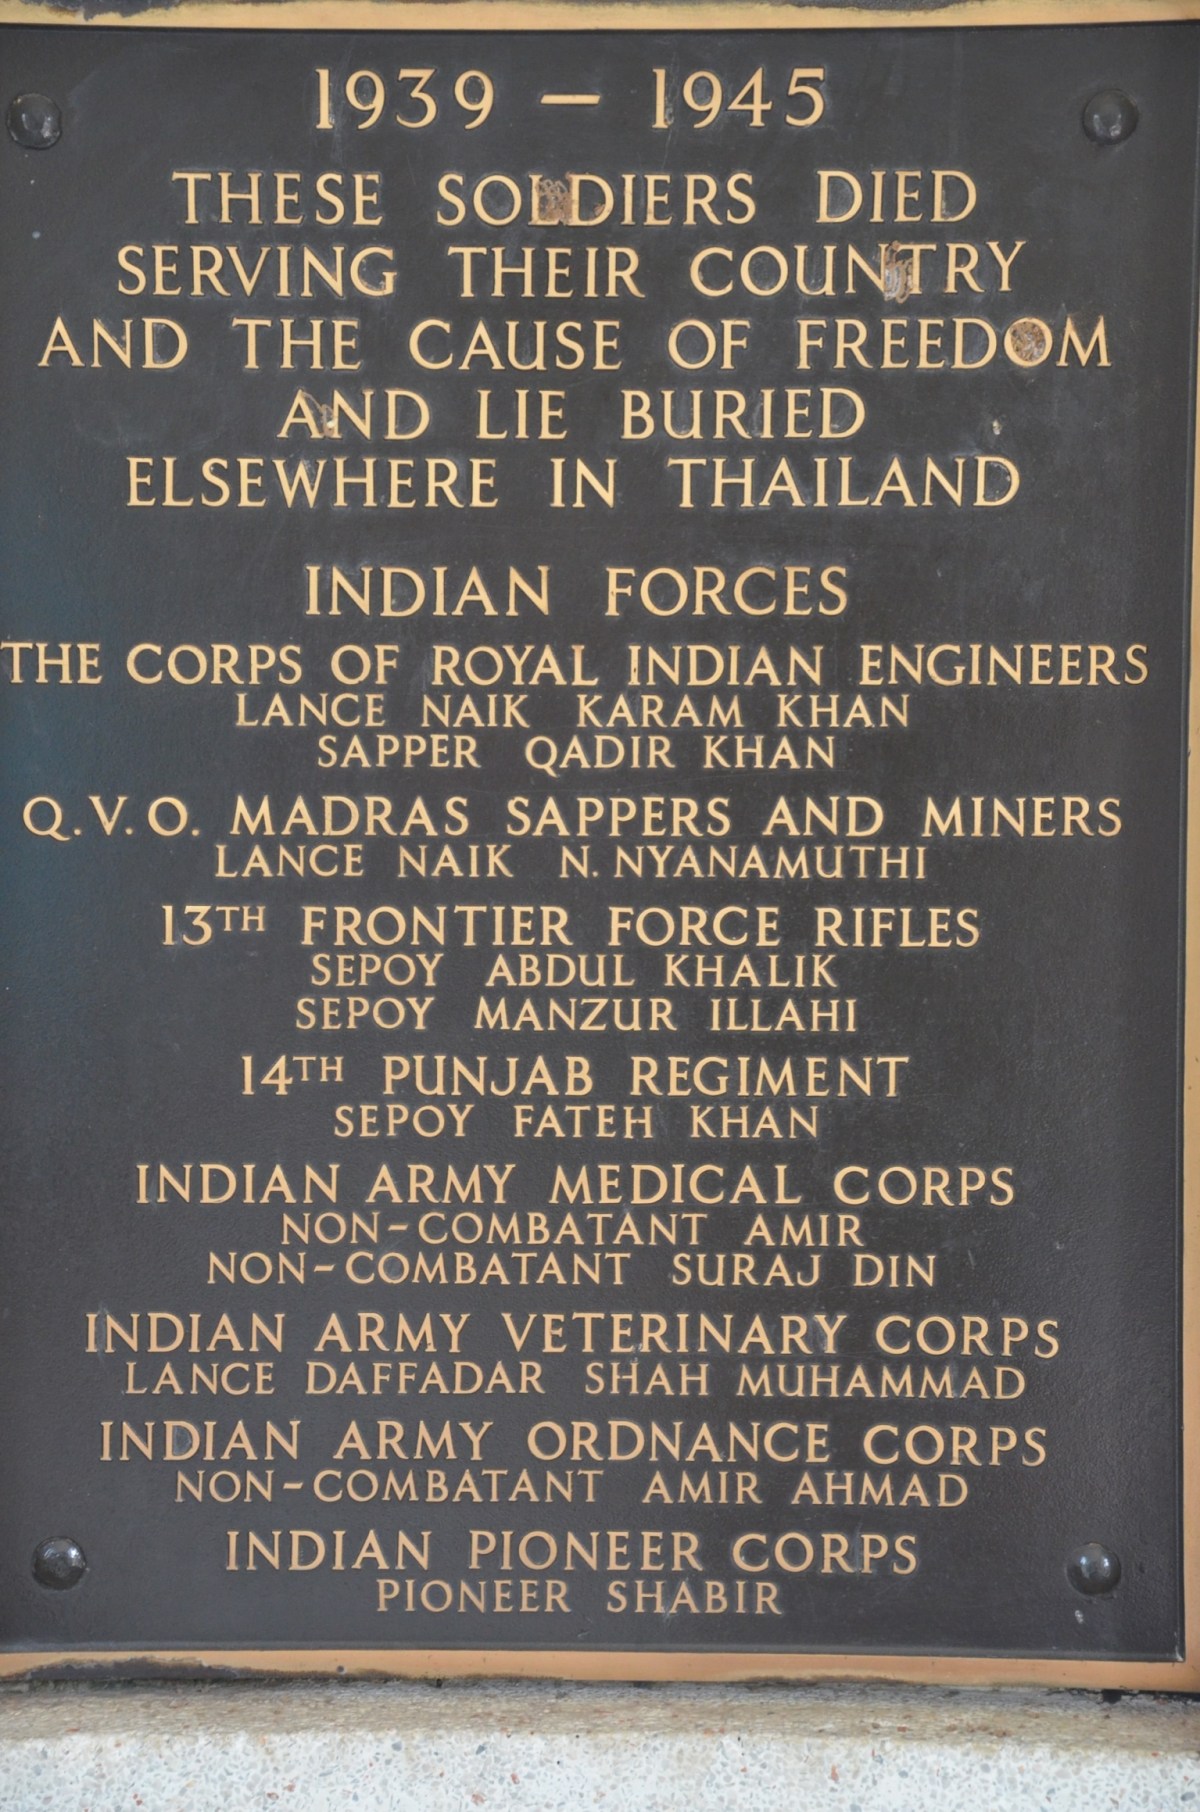 1939 – 1945
THESE SOLDIERS DIED
SERVING THEIR COUNTRY
AND THE CAUSE OF FREEDOM
AND LIE BURIED
ELSEWHERE IN THAILAND
INDIAN FORCES
THE CORPS OF ROYAL INDIAN ENGINEERS
LANCE NAIK KARAM KHAN
SAPPER QADIR KHAN
Q.V.O. MADRAS SAPPERS AND MINERS
LANCE NAIK N. NYANAMUTHI
13TH FRONTIER FORCE RIFLES
SEPOY ABDUL KHALIK
SEPOY MANZUR ILLAHI
14TH PUNJAB REGIMENT
SEPOY FATEH KHAN
INDIAN ARMY MEDICAL CORPS
NON-COMBATANT AMIR
NON-COMBATANT SURAJ DIN
INDIAN ARMY VETERINARY CORPS
LANCE DAFFADAR SHAH MUHAMMAD
INDIAN ARMY ORDNANCE CORPS
NON-COMBATANT AMIR AHMAD
INDIAN PIONEER CORPS
PIONEER SHABIR